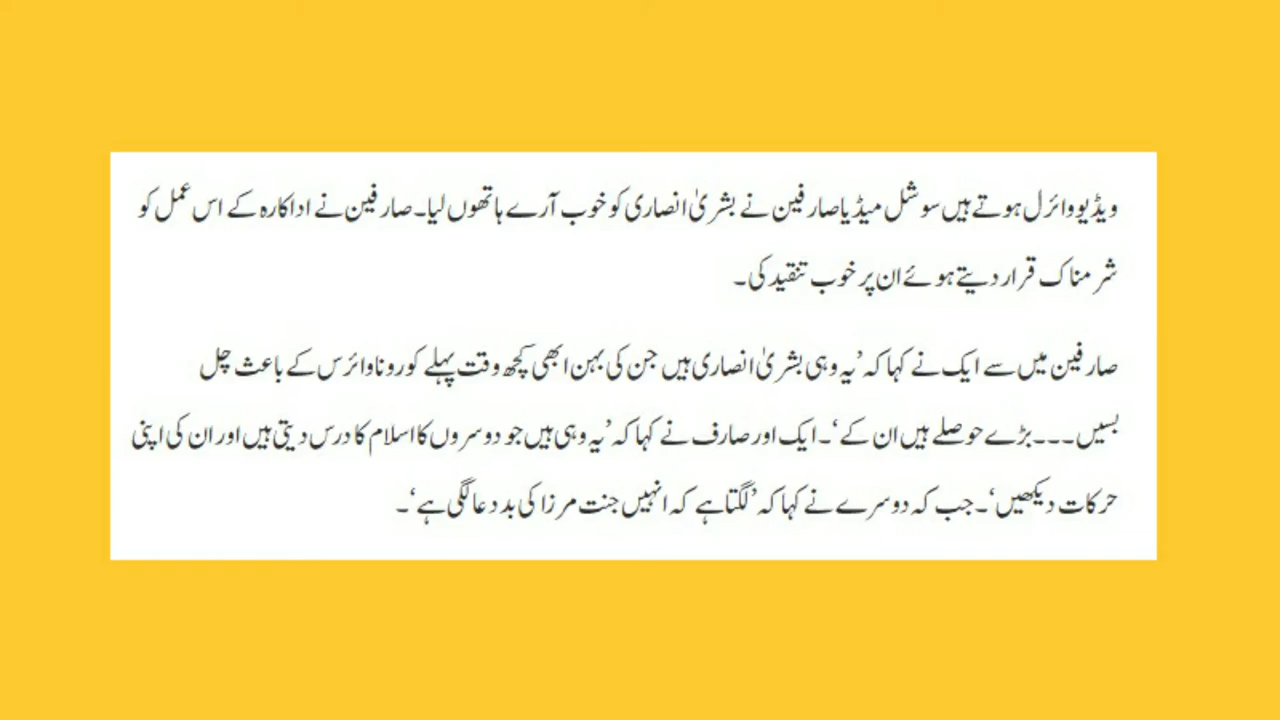 ویڈیو وائرل ہوتے ہیں سوشل میڈیا صارفین نے بشریٰ انصاری کو خوب آرے ہاتھوں لیا۔ صارفین نے اداکارہ کے اس عمل کو
شرمناک قرار دیتے ہوئے ان پر خوب تنقید کی۔
صارفین میں سے ایک نے کہا کہ ’یہ وہی بشریٰ انصاری ہیں جن کی بہن ابھی کچھ وقت پہلے کورونا وائرس کے باعث چل
بسیں۔۔۔ بڑے حوصلے ہیں ان کے‘۔ ایک اور صارف نے کہا کہ ’یہ وہی ہیں جو دوسروں کا اسلام کا درس دیتی ہیں اور ان کی اپنی
حرکات دیکھیں‘۔ جب کہ دوسرے نے کہا کہ ’لگتا ہے کہ انہیں جنت مرزا کی بددعا لگی ہے‘۔